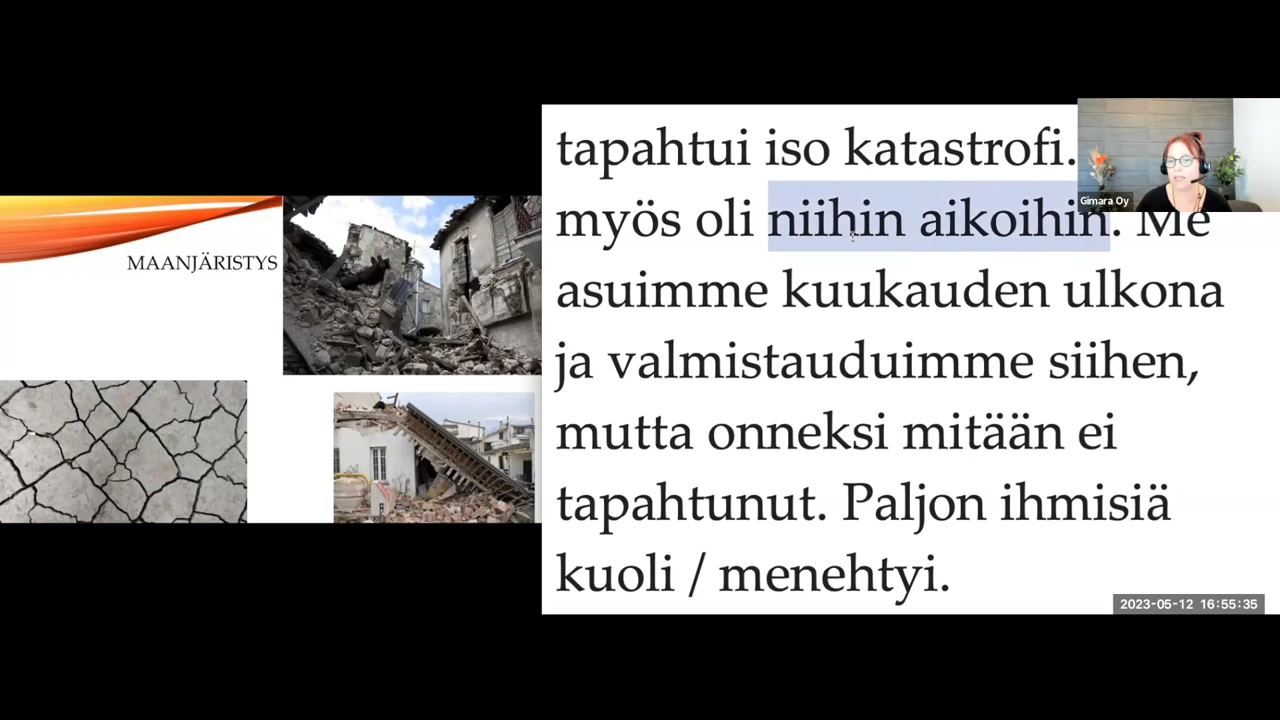 MAANJÄRISTYS
tapahtui iso katastrofi.
myös oli niihin aikoihin. Me
asuimme kuukauden ulkona
ja valmistauduimme siihen,
mutta onneksi mitään ei
tapahtunut. Paljon ihmisiä
kuoli / menehtyi.
Gimara Oy
2023-05-12 16:55:35